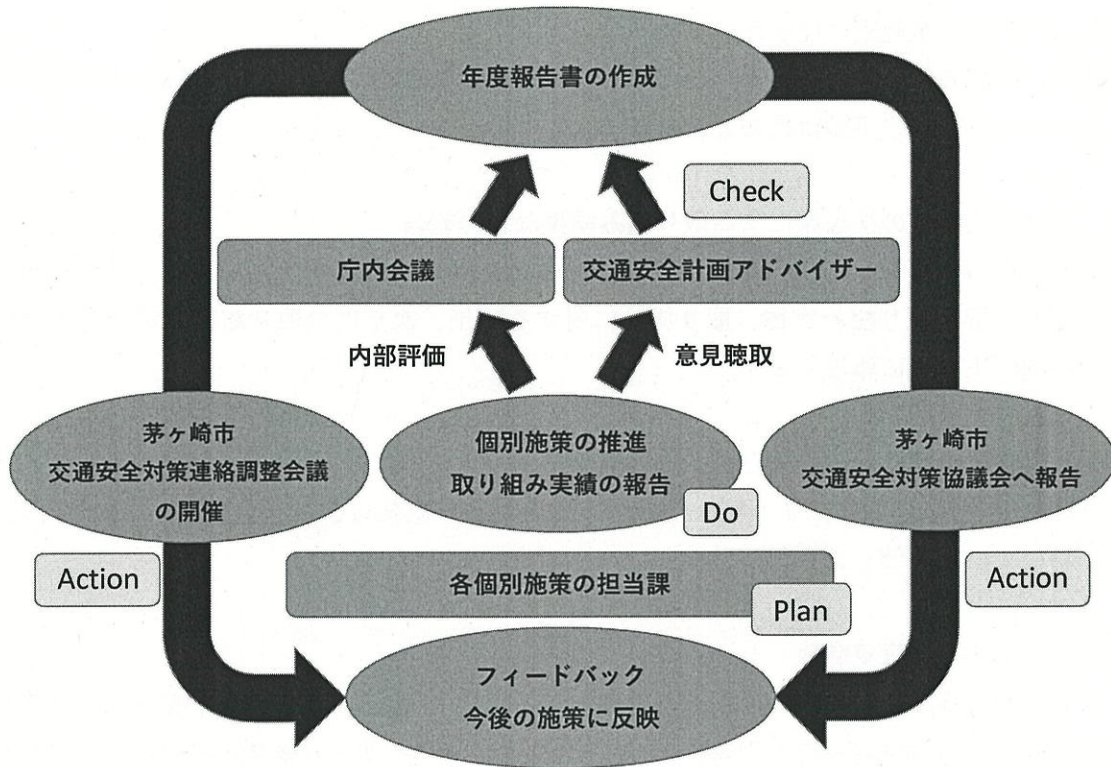 年度報告書の作成
Check
庁内会議
交通安全計画アドバイザー
内部評価
意見聴取
茅ヶ崎市
交通安全対策連絡調整会議
の開催
個別施策の推進
取り組み実績の報告
Do
茅ヶ崎市
交通安全対策協議会へ報告
Action
各個別施策の担当課
Plan
Action
フィードバック
今後の施策に反映